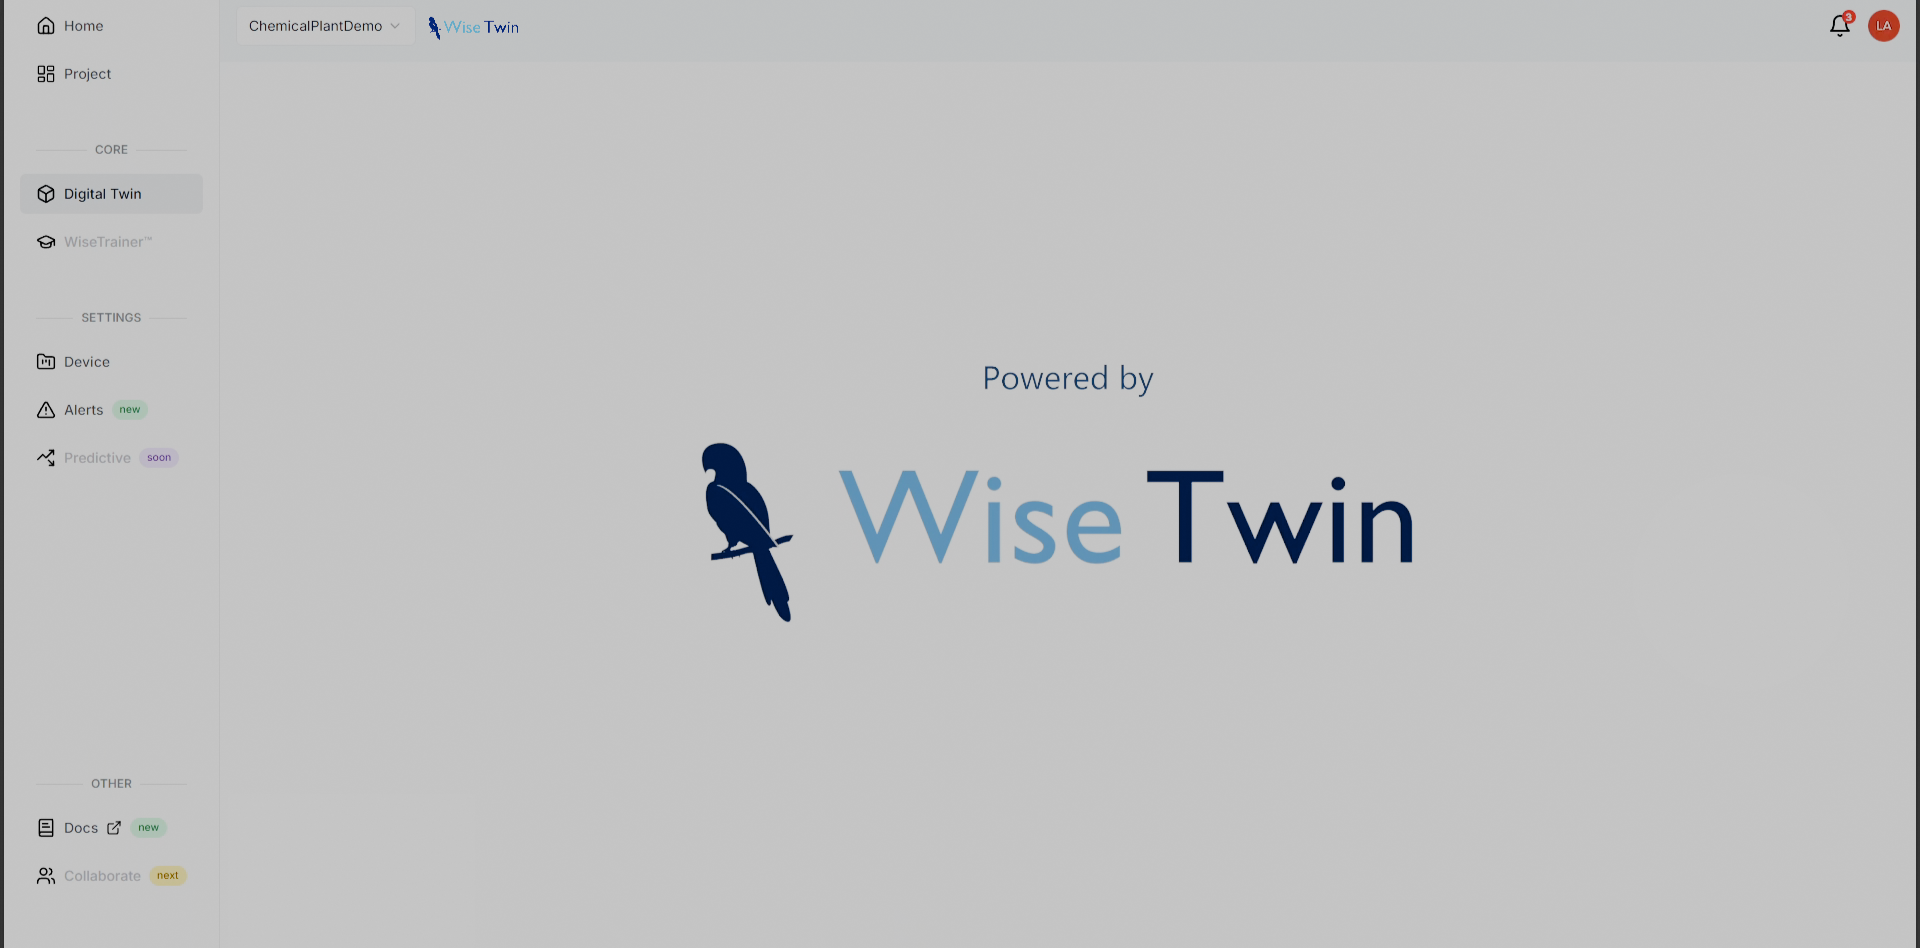 Home
Project
CORE
Digital Twin
WiseTrainer™
SETTINGS
Device
Alerts new
Predictive soon
OTHER
Docs new
Collaborate next
ChemicalPlantDemo
Wise Twin
3
LA
Powered by
Wise Twin